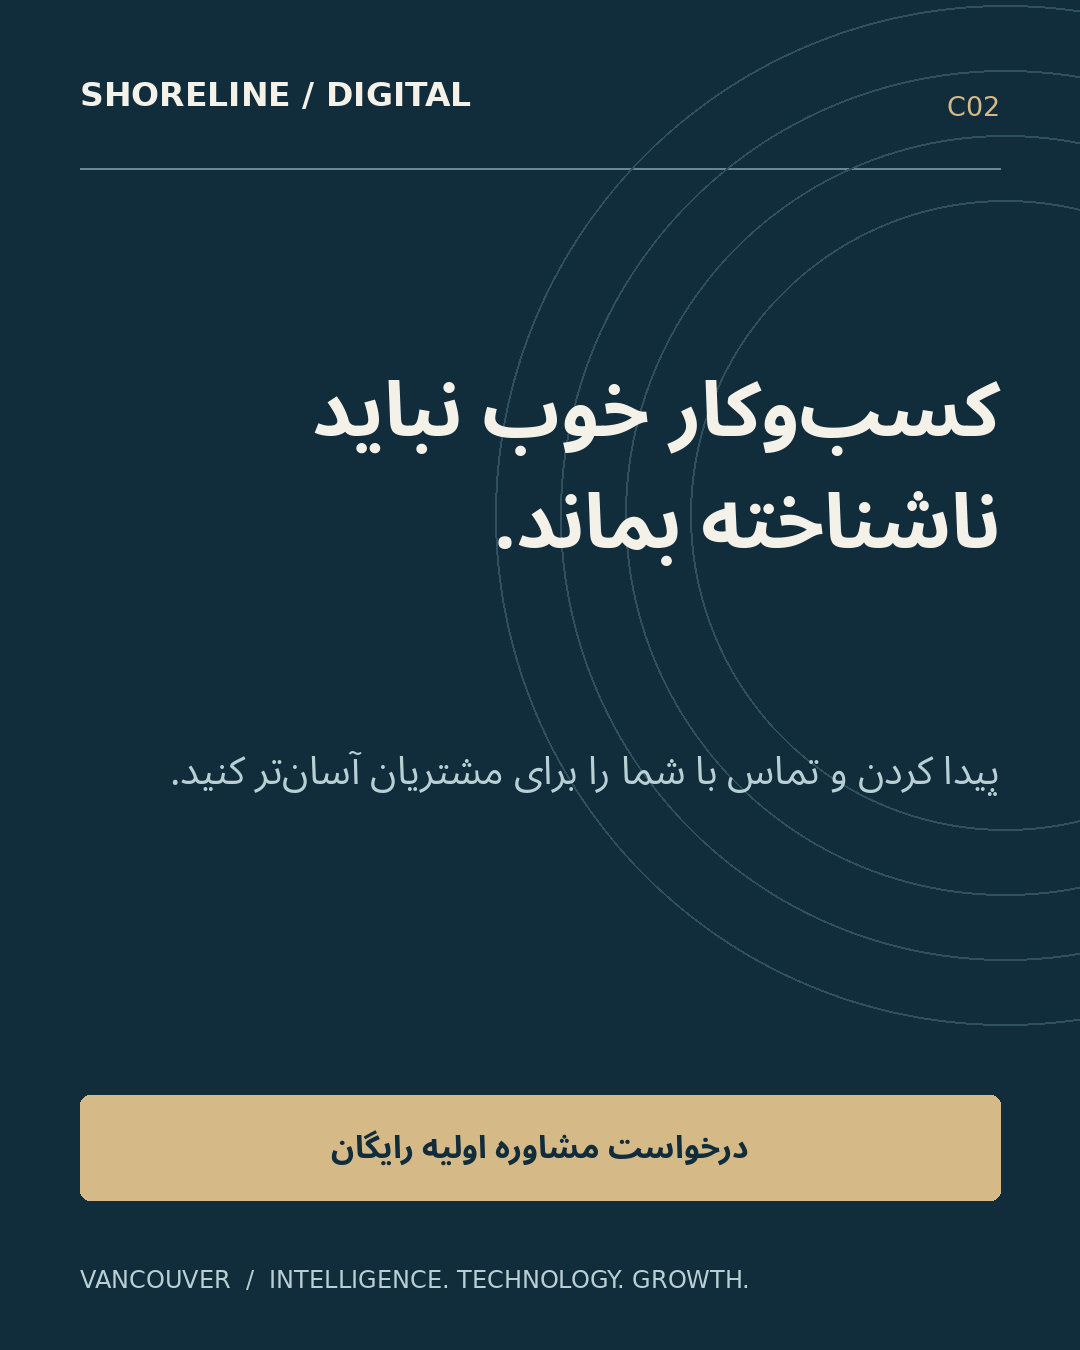 SHORELINE / DIGITAL
C02
کسب‌وکار خوب نباید
ناشناخته بماند.
پیدا کردن و تماس با شما را برای مشتریان آسان‌تر کنید.
درخواست مشاوره اولیه رایگان
VANCOUVER / INTELLIGENCE. TECHNOLOGY. GROWTH.